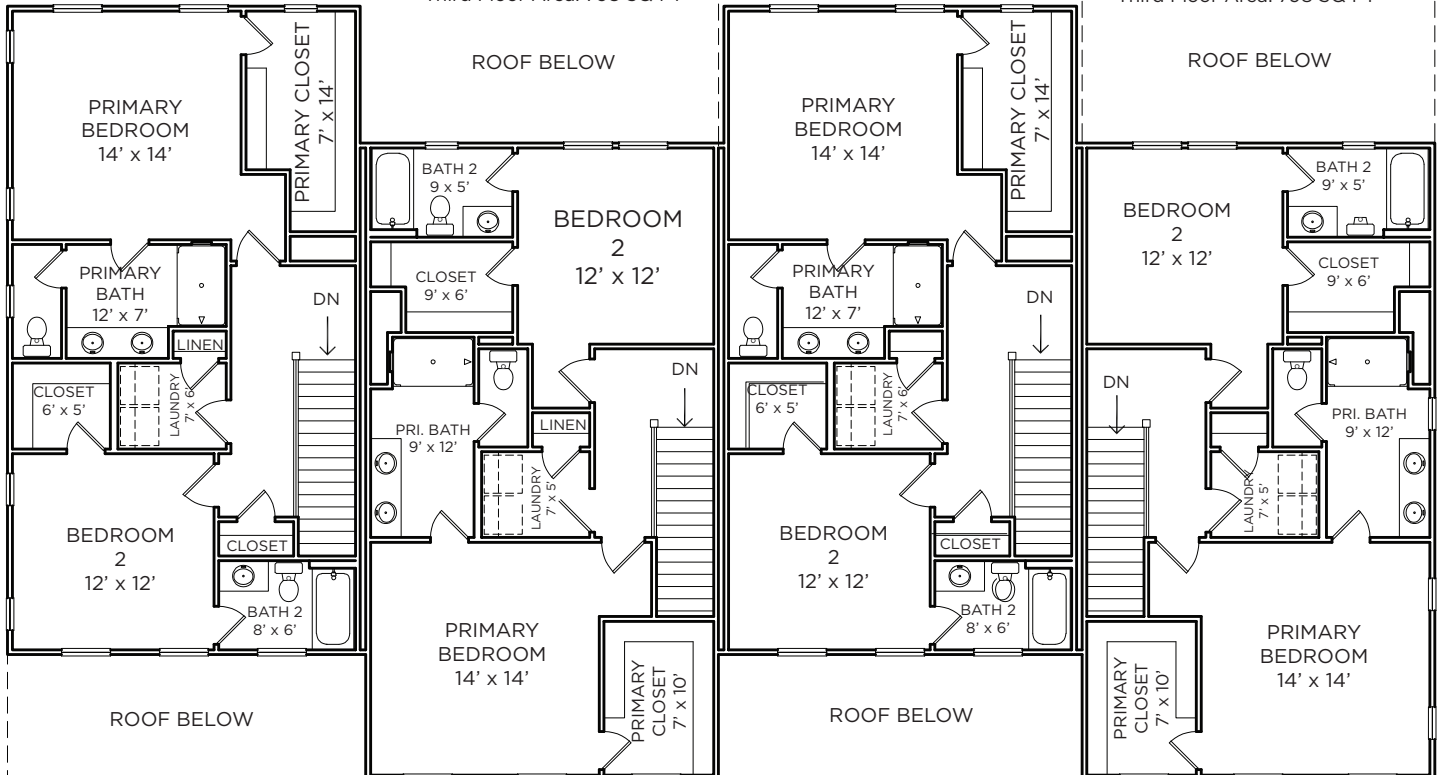 Third Floor Area: 768 SQ FT
ROOF BELOW
PRIMARY
BEDROOM
14' x 14'
PRIMARY CLOSET
7' x 14'
PRIMARY
BATH
12' x 7'
LINEN
DN
CLOSET
6' x 5'
LAUNDRY
7' x 6'
BEDROOM
2
12' x 12'
CLOSET
BATH 2
8' x 6'
ROOF BELOW
BATH 2
9 x 5'
BEDROOM
2
12' x 12'
CLOSET
9' x 6'
DN
PRI. BATH
9' x 12'
LINEN
LAUNDRY
7' x 5'
PRIMARY
BEDROOM
14' x 14'
PRIMARY
CLOSET
7' x 10'
ROOF BELOW
PRIMARY
BEDROOM
14' x 14'
PRIMARY CLOSET
7' x 14'
PRIMARY
BATH
12' x 7'
DN
CLOSET
6' x 5'
LAUNDRY
7' x 6'
BEDROOM
2
12' x 12'
CLOSET
BATH 2
8' x 6'
ROOF BELOW
BEDROOM
2
12' x 12'
BATH 2
9' x 5'
CLOSET
9' x 6'
DN
PRI. BATH
9' x 12'
LAUNDRY
7' x 5'
PRIMARY
BEDROOM
14' x 14'
PRIMARY
CLOSET
7' x 10'